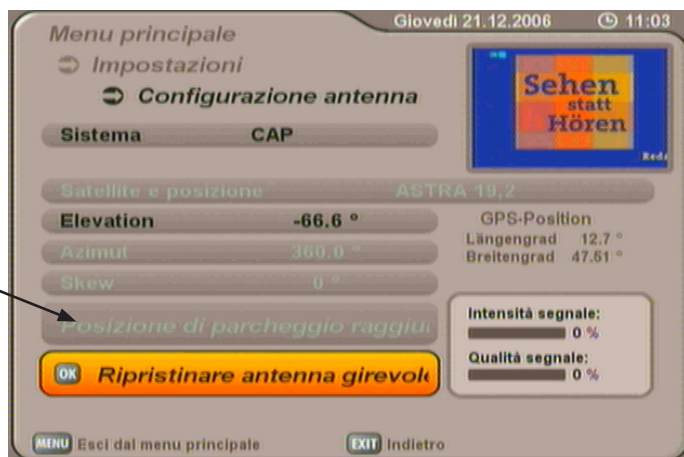 Giovedì 21.12.2006 11:03
Menu principale
Impostazioni
Configurazione antenna
Sehen
statt
Hören
Sistema CAP
Satellite e posizione ASTRA 19,2
Elevation -66.6 °
GPS-Position
Längengrad 12.7 °
Azimut 360.0 °
Breitengrad 47.61 °
Skew 0 °
Posizione di parcheggio
Intensità segnale:
0 %
Qualità segnale:
0 %
OK Ripristinare antenna
MENU Esci dal menu principale EXIT Indietro